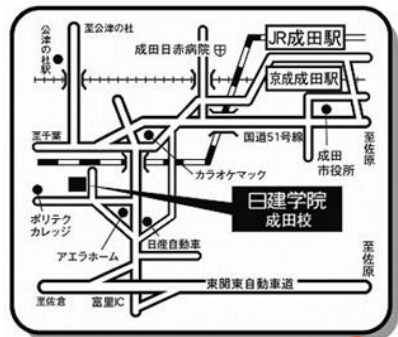 公津の杜駅
至公津の杜
成田日赤病院
JR成田駅
京成成田駅
至千葉
国道51号線
成田
市役所
至佐原
カラオケマック
日建学院
成田校
ポリテク
カレッジ
アエラホーム
日産自動車
至佐原
東関東自動車道
至佐倉
富里IC